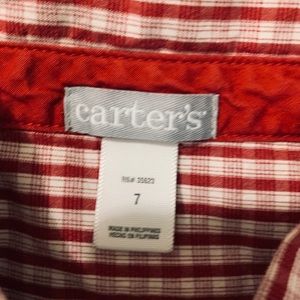 carter's
RN# 35623
7
MADE IN PHILIPPINES
HECHO EN FILIPINAS